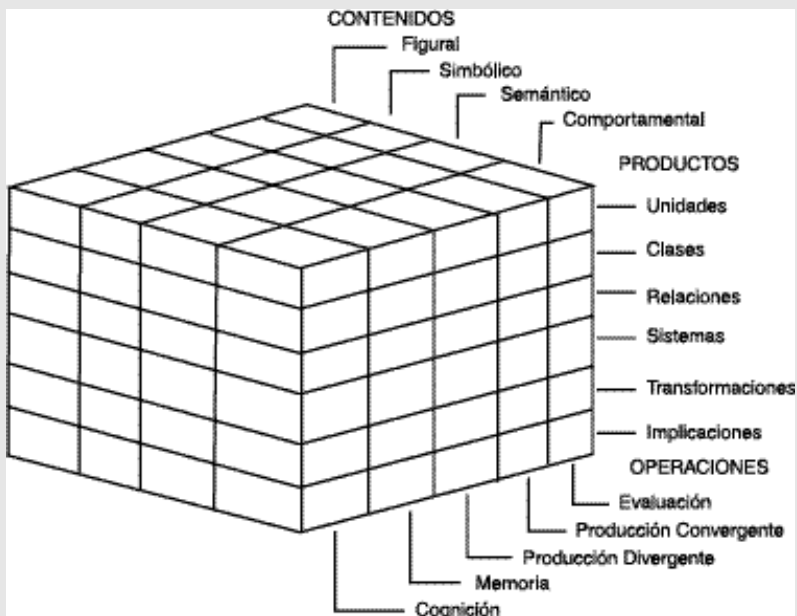 CONTENIDOS
Figural
Simbólico
Semántico
Comportamental
PRODUCTOS
Unidades
Clases
Relaciones
Sistemas
Transformaciones
Implicaciones
OPERACIONES
Evaluación
Producción Convergente
Producción Divergente
Memoria
Cognición